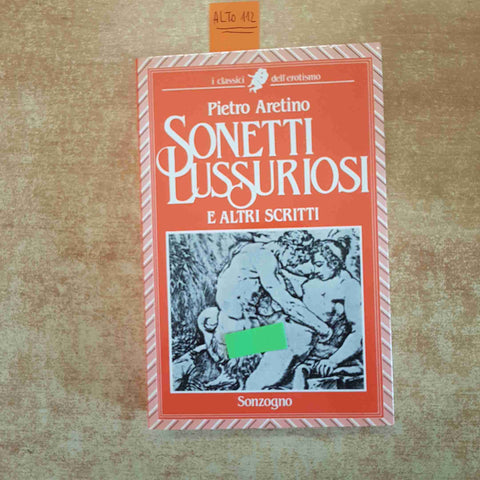 ALTO 112
i classici dell'erotismo
Pietro Aretino
SONETTI
LUSSURIOSI
E ALTRI SCRITTI
Sonzogno